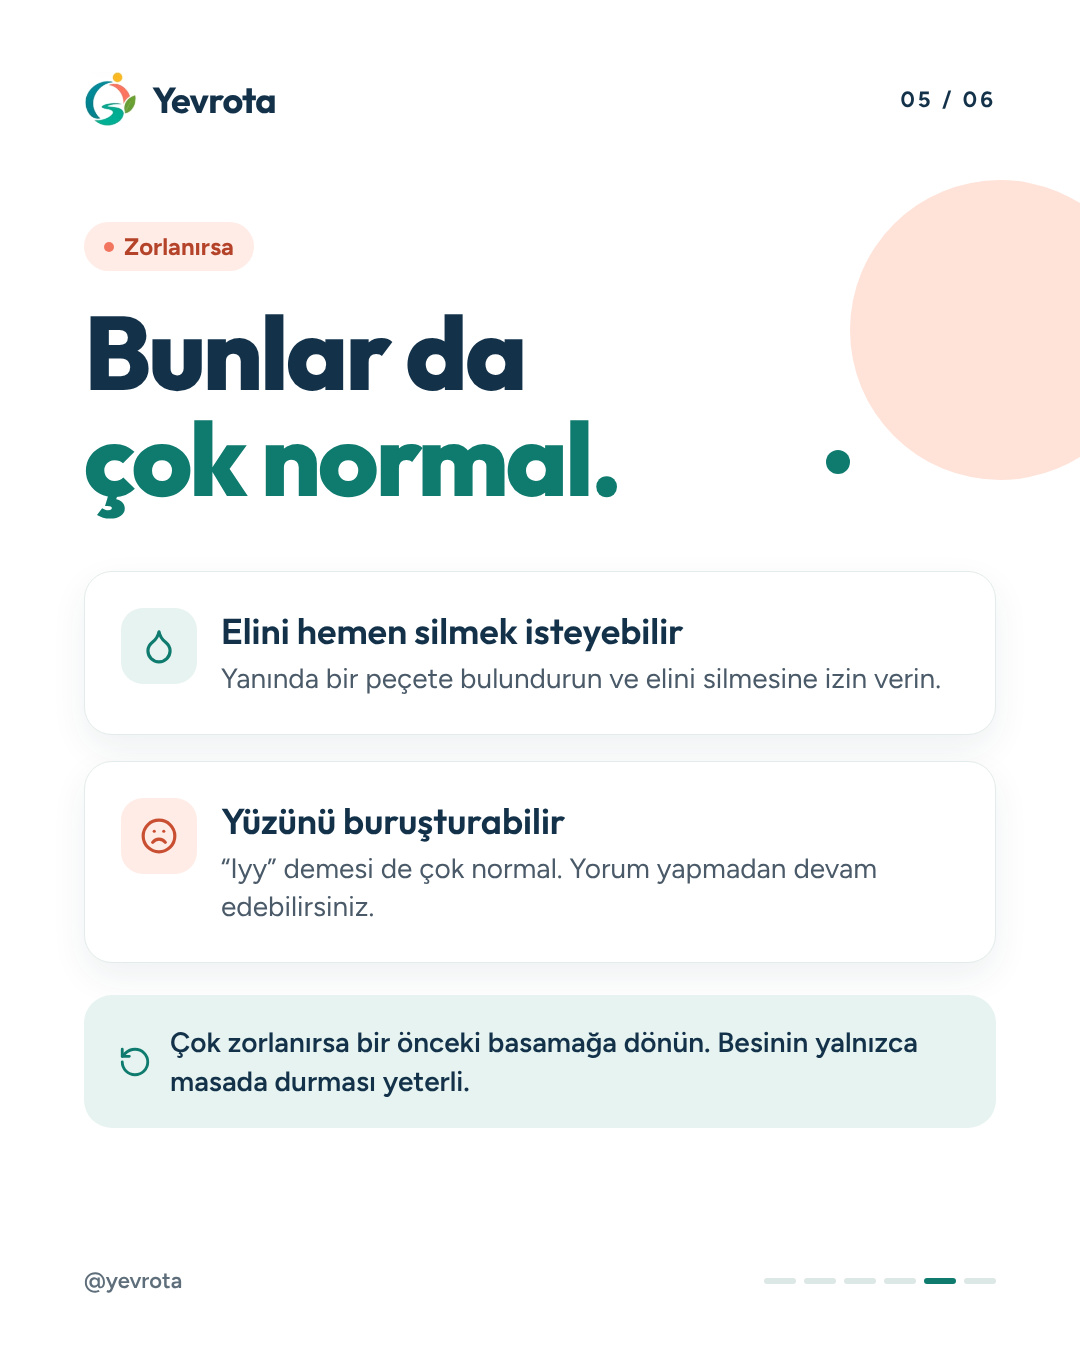 Yevrota
05 / 06
Zorlanırsa
Bunlar da
çok normal.
Elini hemen silmek isteyebilir
Yanında bir peçete bulundurun ve elini silmesine izin verin.
Yüzünü buruşturabilir
“Iyy” demesi de çok normal. Yorum yapmadan devam
edebilirsiniz.
Çok zorlanırsa bir önceki basamağa dönün. Besinin yalnızca
masada durması yeterli.
@yevrota